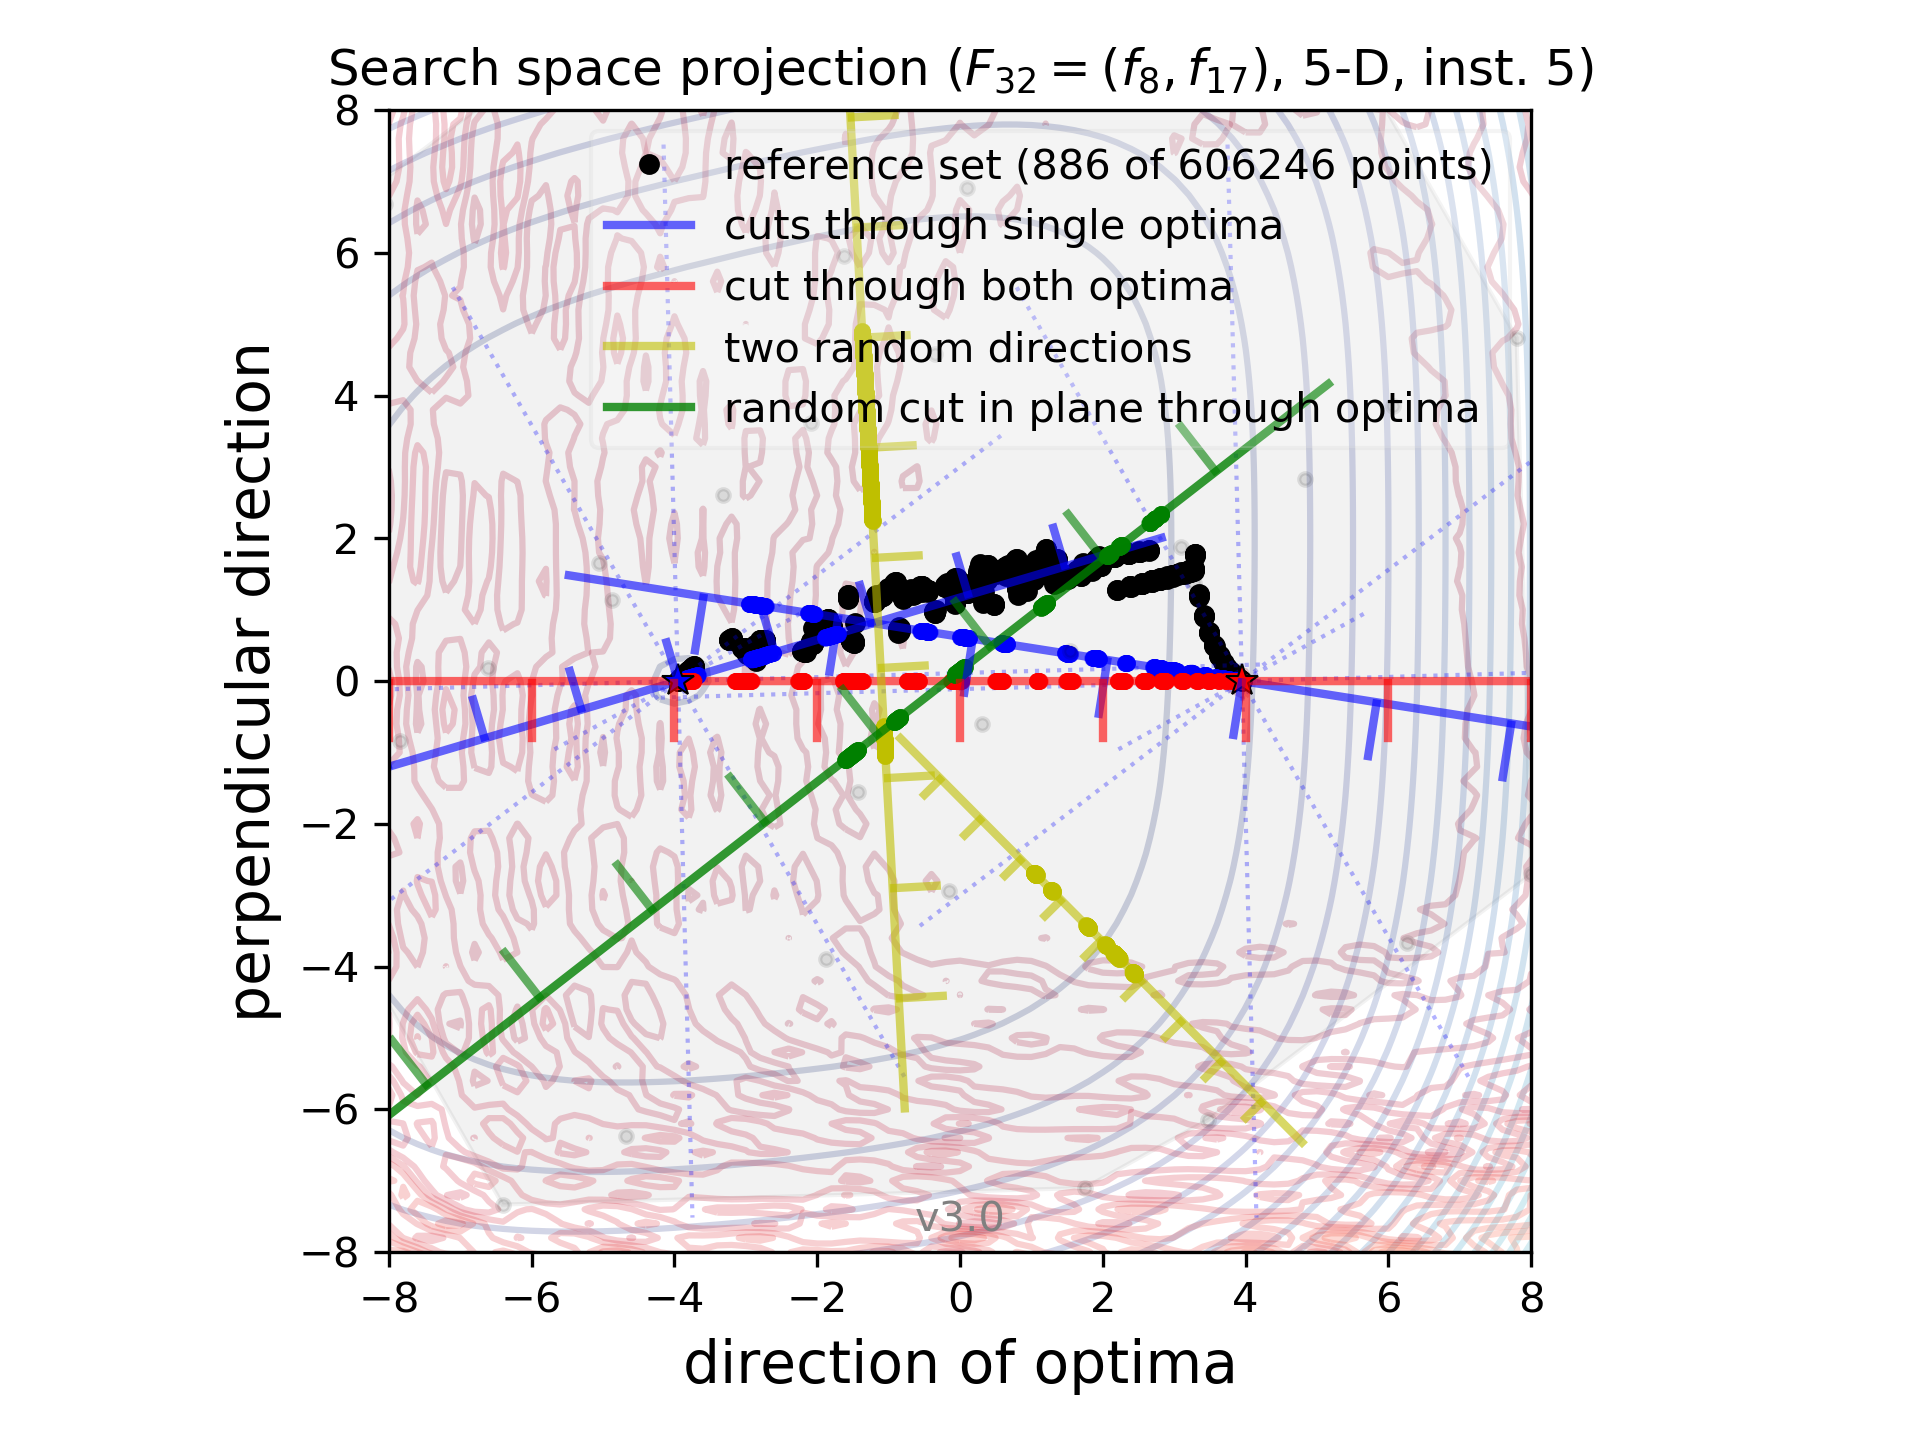 Search space projection (F₃₂ = (f₈, f₁₇), 5-D, inst. 5)
8
6
4
2
0
−2
−4
−6
−8
perpendicular direction
reference set (886 of 606246 points)
cuts through single optima
cut through both optima
two random directions
random cut in plane through optima
v3.0
−8 −6 −4 −2 0 2 4 6 8
direction of optima